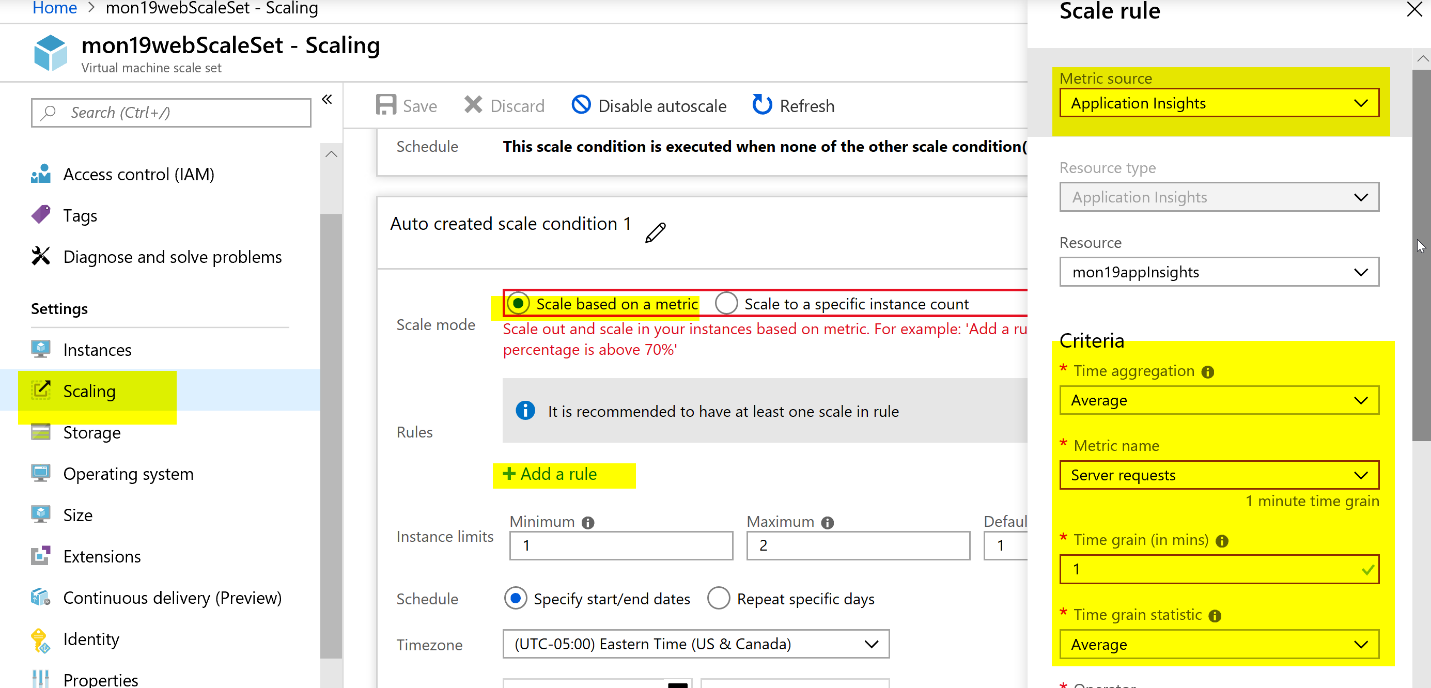 Home > mon19webScaleSet - Scaling
mon19webScaleSet - Scaling
Virtual machine scale set
Search (Ctrl+/)
«
Access control (IAM)
Tags
Diagnose and solve problems
Settings
Instances
Scaling
Storage
Operating system
Size
Extensions
Continuous delivery (Preview)
Identity
Properties
Save
Discard
Disable autoscale
Refresh
Schedule
This scale condition is executed when none of the other scale condition(
Auto created scale condition 1
Scale mode
Scale based on a metric
Scale to a specific instance count
Scale out and scale in your instances based on metric. For example: 'Add a ru
percentage is above 70%'
Rules
It is recommended to have at least one scale in rule
+ Add a rule
Instance limits
Minimum
1
Maximum
2
Defaul
1
Schedule
Specify start/end dates
Repeat specific days
Timezone
(UTC-05:00) Eastern Time (US & Canada)
Scale rule
Metric source
Application Insights
Resource type
Application Insights
Resource
mon19appInsights
Criteria
* Time aggregation
Average
* Metric name
Server requests
1 minute time grain
* Time grain (in mins)
1
* Time grain statistic
Average
* Operator